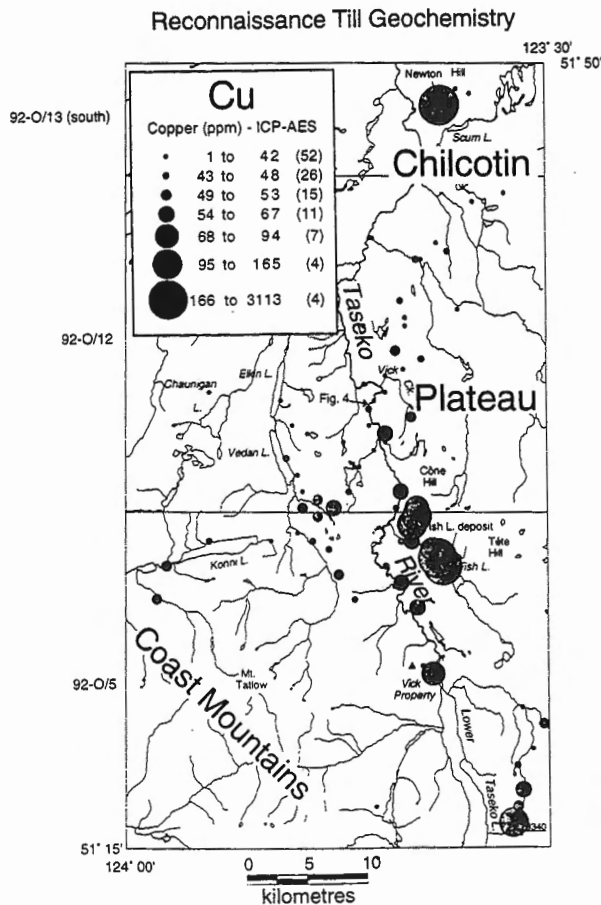 Reconnaissance Till Geochemistry
123° 30'
51° 50'
92-O/13 (south)
Cu
Copper (ppm) - ICP-AES
1 to 42 (52)
43 to 48 (26)
49 to 53 (15)
54 to 67 (11)
68 to 94 (7)
95 to 165 (4)
166 to 3113 (4)
Newton Hill
Scum L.
Chilcotin
Taseko
92-O/12
Elkin L.
Chaunigan
L.
Vick
Ck.
Fig. 4
Plateau
Vedan L.
Cône
Hill
ish L. deposit
Tête
Hill
Fish L.
Konni L.
River
Coast Mountains
Mt.
Tatlow
Vick
Property
92-O/5
Lower
Taseko L.
51° 15'
124° 00'
0 5 10
kilometres